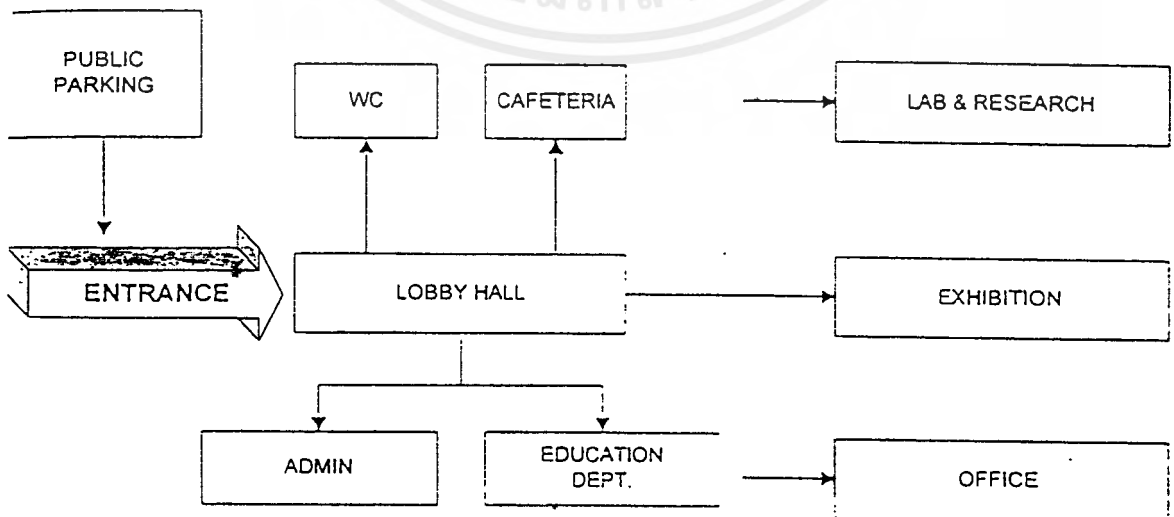 PUBLIC
PARKING
WC
CAFETERIA
LAB & RESEARCH
ENTRANCE
LOBBY HALL
EXHIBITION
ADMIN
EDUCATION
DEPT.
OFFICE